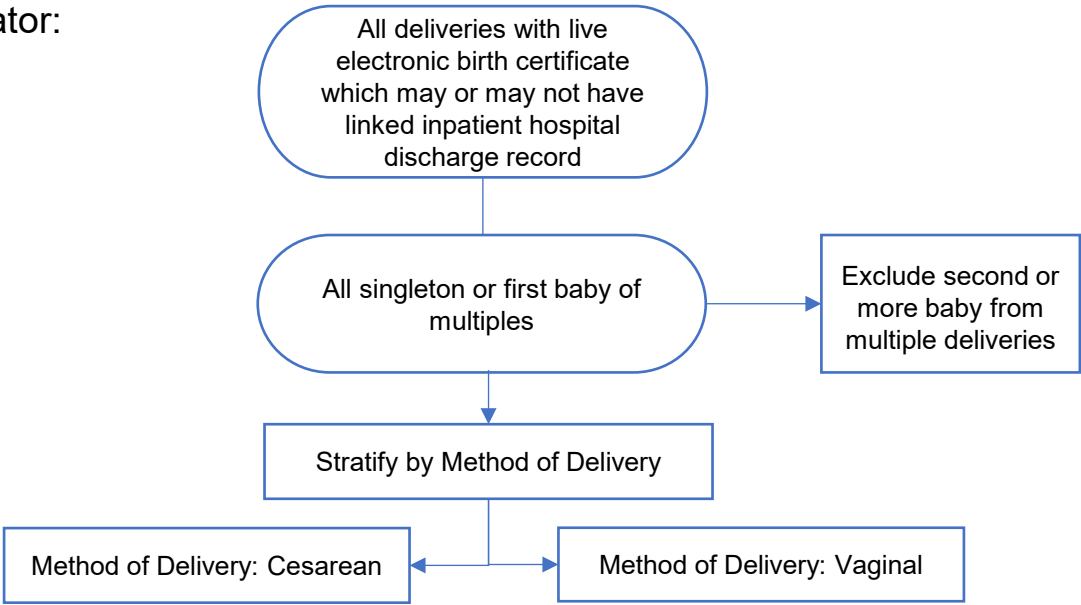 ator:
All deliveries with live
electronic birth certificate
which may or may not have
linked inpatient hospital
discharge record
All singleton or first baby of
multiples
Exclude second or
more baby from
multiple deliveries
Stratify by Method of Delivery
Method of Delivery: Cesarean
Method of Delivery: Vaginal